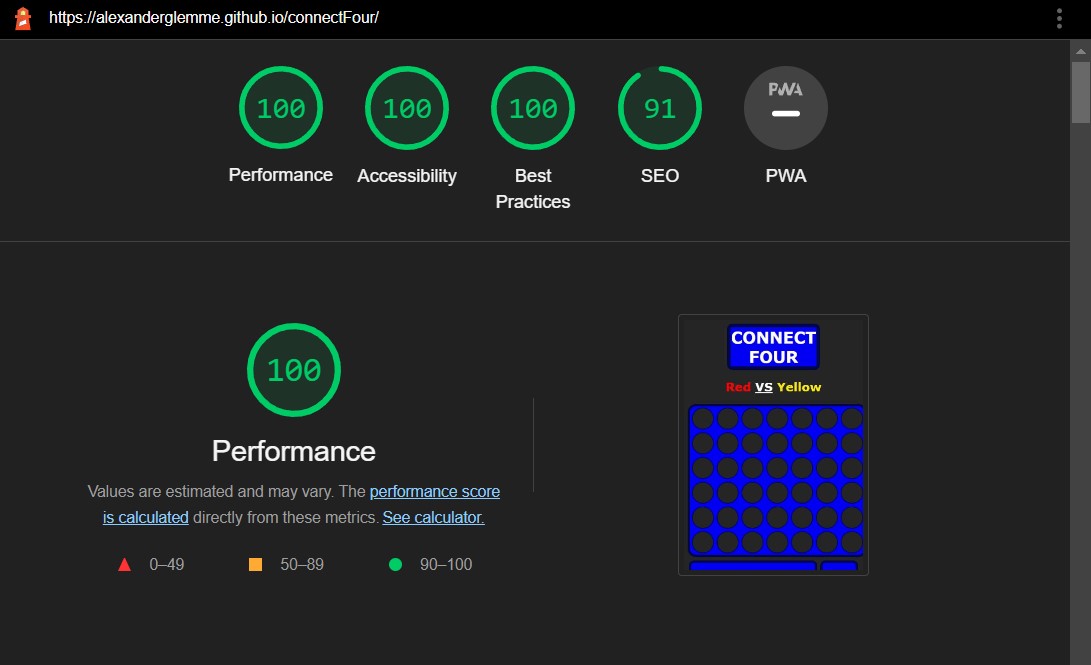 https://alexanderglemme.github.io/connectFour/
100
100
100
91
PWA
Performance
Accessibility
Best
Practices
SEO
PWA
100
Performance
Values are estimated and may vary. The performance score
is calculated directly from these metrics. See calculator.
0–49
50–89
90–100
CONNECT
FOUR
Red VS Yellow